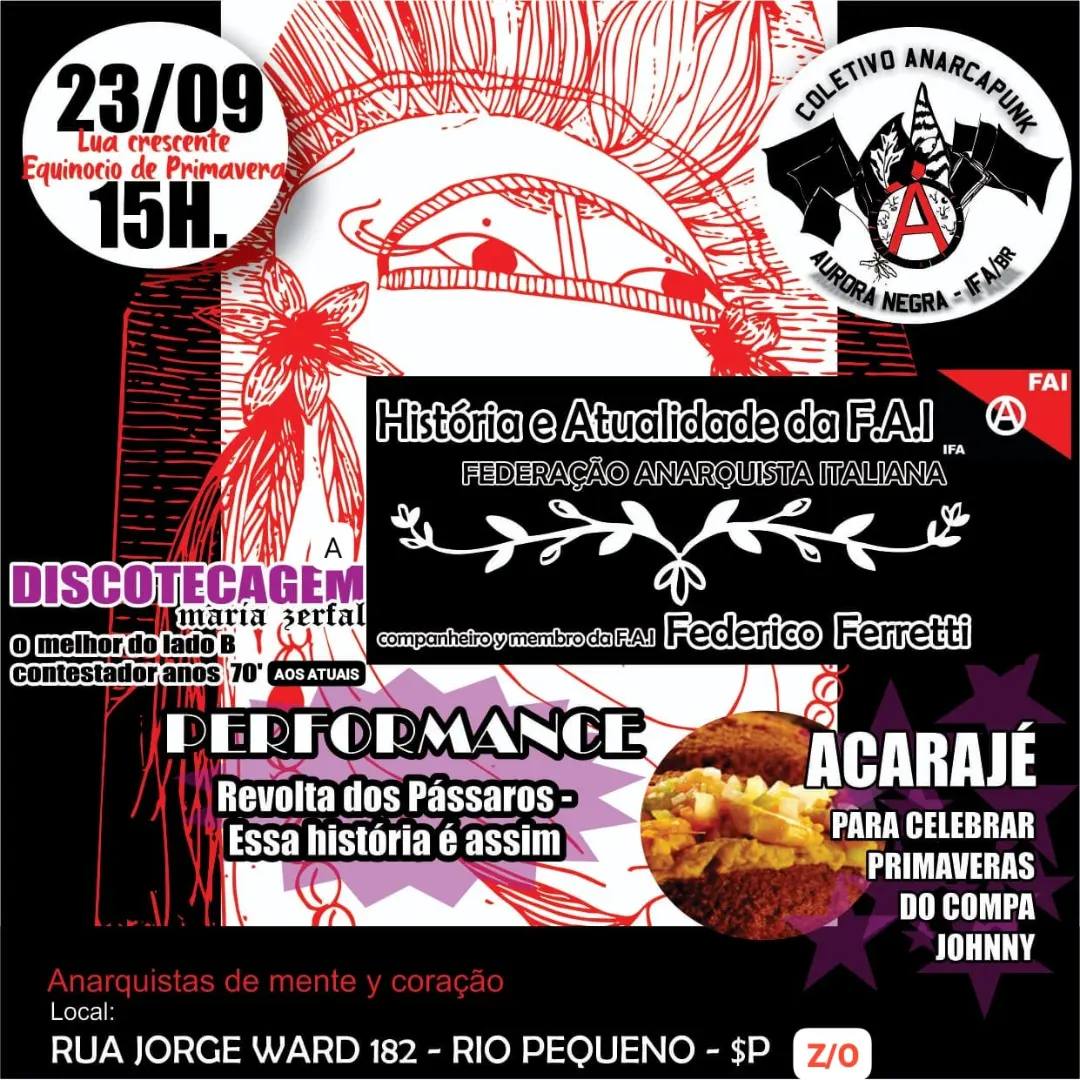 23/09
Lua crescente
Equinocio de Primavera
15H.
COLETIVO ANARCAPUNK
A
AURORA NEGRA - IFA/BR
FAI
A
História e Atualidade da F.A.I
IFA
FEDERAÇÃO ANARQUISTA ITALIANA
companheiro y membro da F.A.I Federico Ferretti
A
DISCOTECAGEM
maria zerfal
o melhor do lado B
contestador anos 70' AOS ATUAIS
PERFORMANCE
Revolta dos Pássaros -
Essa história é assim
ACARAJÉ
PARA CELEBRAR
PRIMAVERAS
DO COMPA
JOHNNY
Anarquistas de mente y coração
Local:
RUA JORGE WARD 182 - RIO PEQUENO - $P Z/O